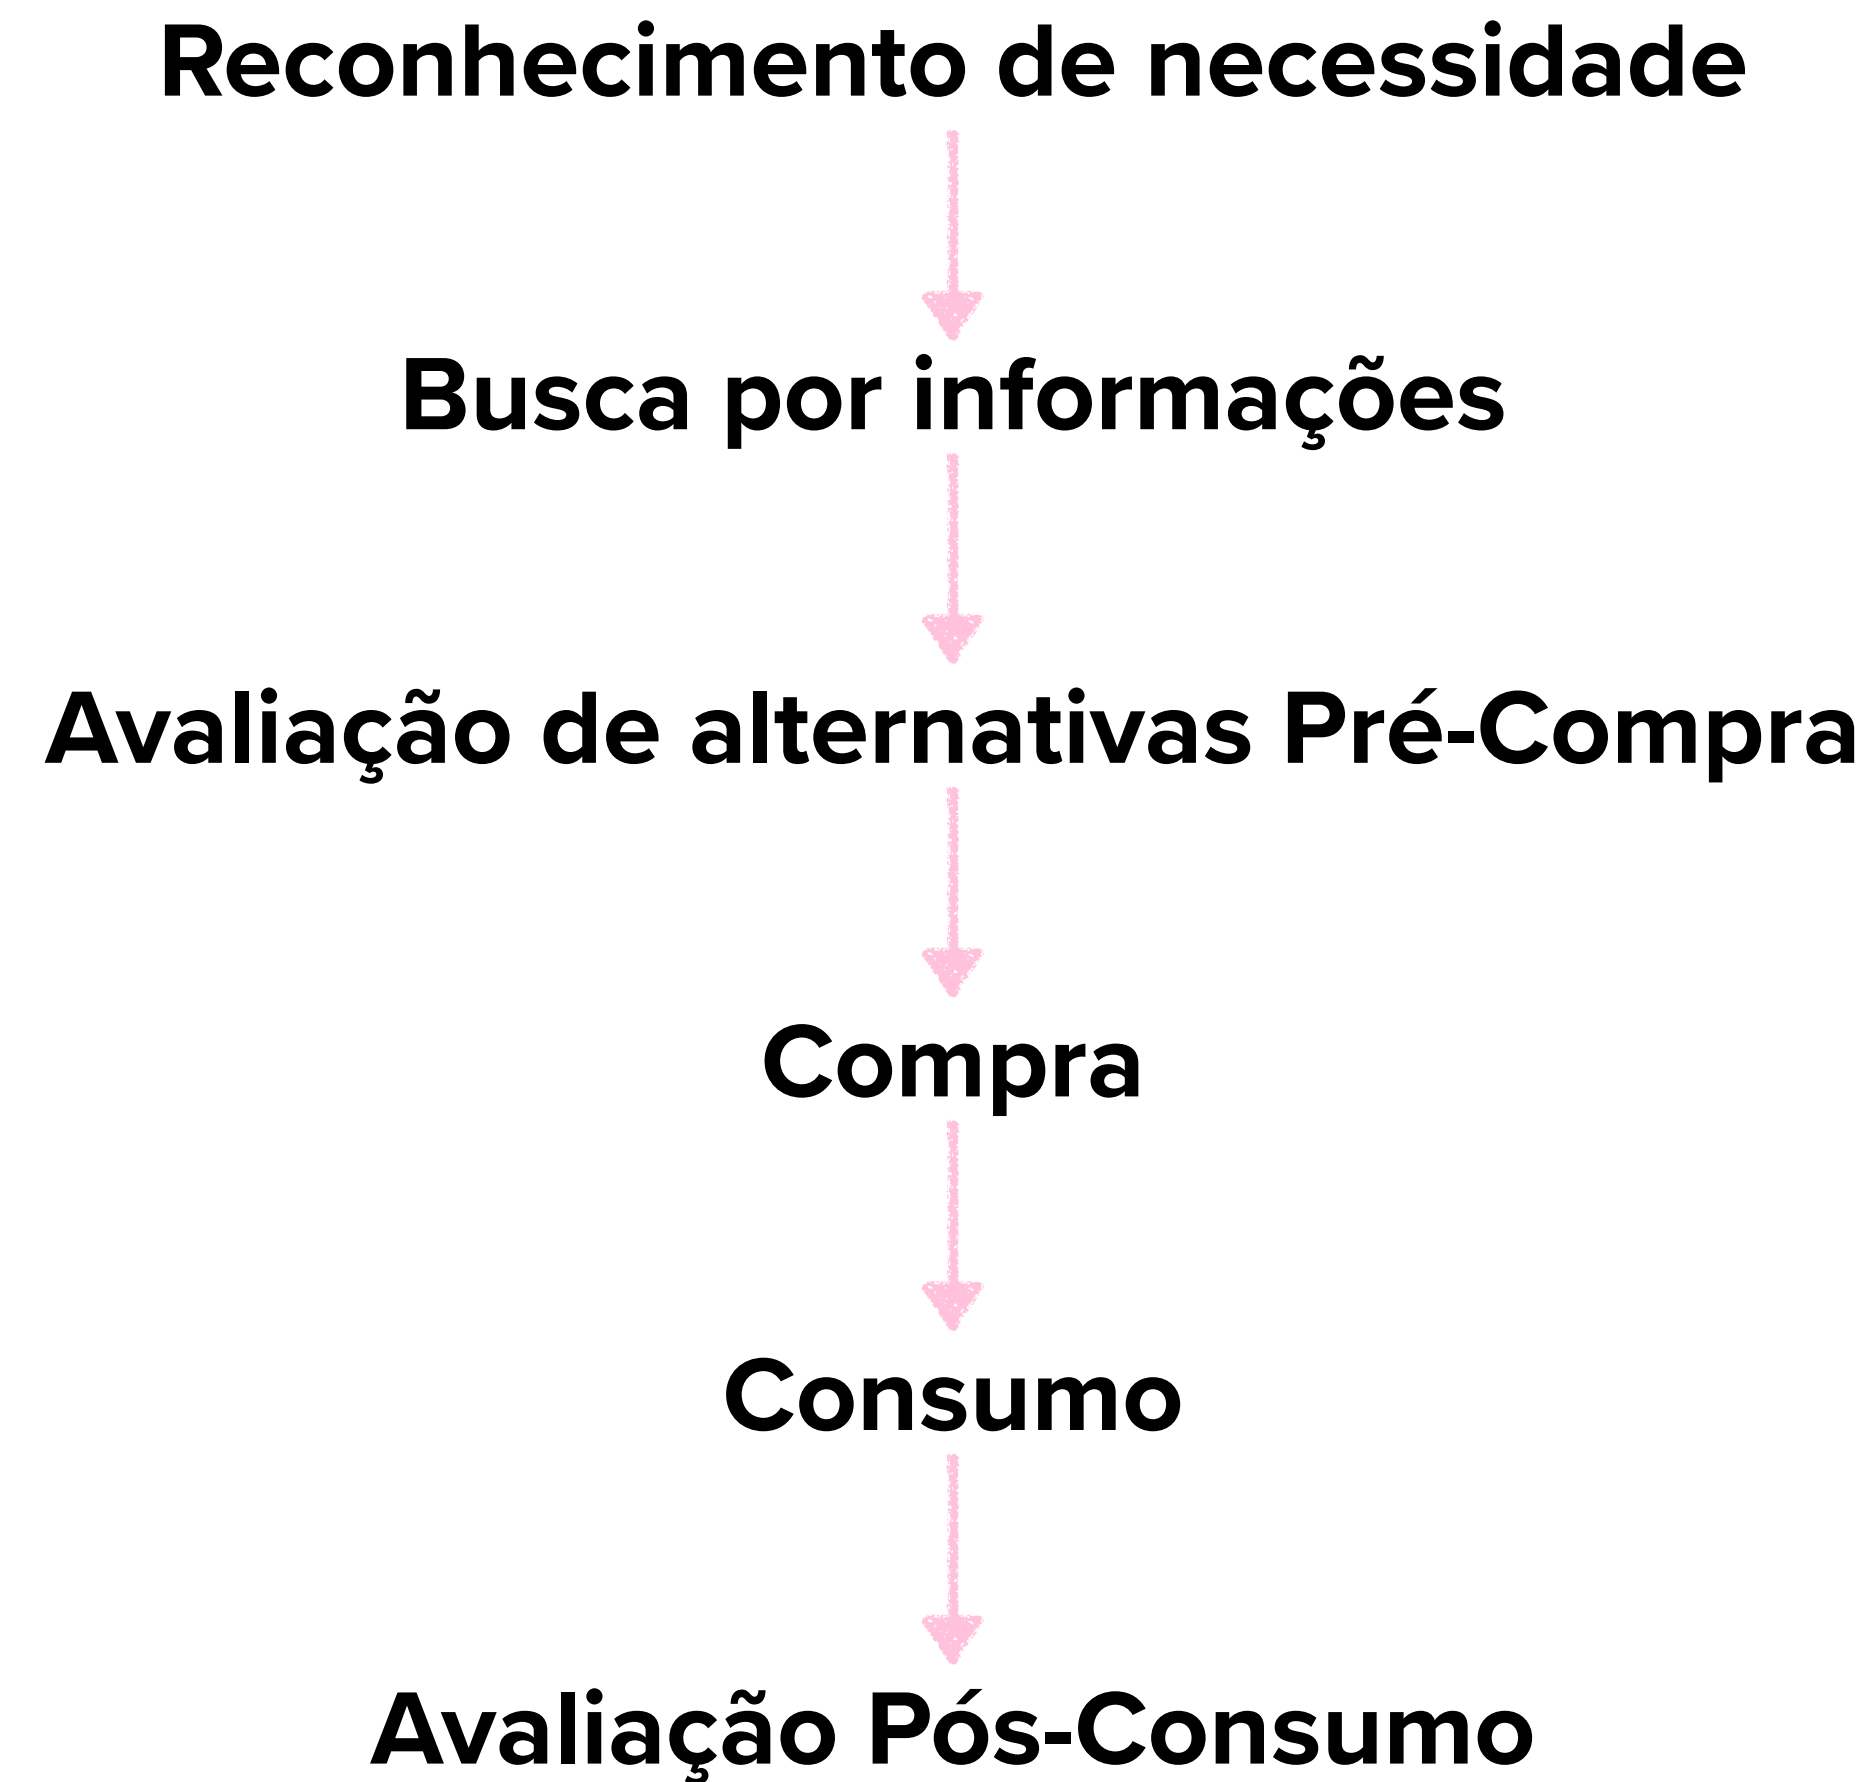 Reconhecimento de necessidade
Busca por informações
Avaliação de alternativas Pré-Compra
Compra
Consumo
Avaliação Pós-Consumo